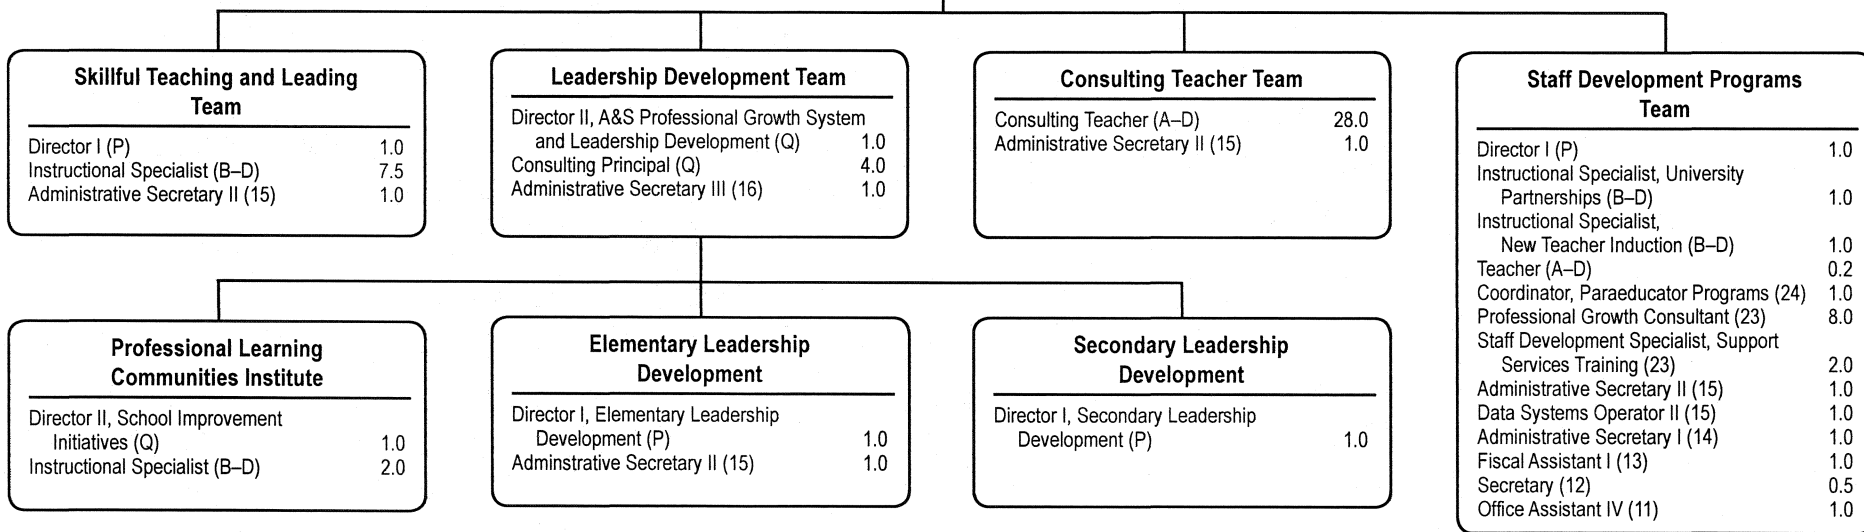 Skillful Teaching and Leading
Team
Director I (P) 1.0
Instructional Specialist (B–D) 7.5
Administrative Secretary II (15) 1.0
Leadership Development Team
Director II, A&S Professional Growth System
and Leadership Development (Q) 1.0
Consulting Principal (Q) 4.0
Administrative Secretary III (16) 1.0
Consulting Teacher Team
Consulting Teacher (A–D) 28.0
Administrative Secretary II (15) 1.0
Staff Development Programs
Team
Director I (P) 1.0
Instructional Specialist, University
Partnerships (B–D) 1.0
Instructional Specialist,
New Teacher Induction (B–D) 1.0
Teacher (A–D) 0.2
Coordinator, Paraeducator Programs (24) 1.0
Professional Growth Consultant (23) 8.0
Staff Development Specialist, Support
Services Training (23) 2.0
Administrative Secretary II (15) 1.0
Data Systems Operator II (15) 1.0
Administrative Secretary I (14) 1.0
Fiscal Assistant I (13) 1.0
Secretary (12) 0.5
Office Assistant IV (11) 1.0
Professional Learning
Communities Institute
Director II, School Improvement
Initiatives (Q) 1.0
Instructional Specialist (B–D) 2.0
Elementary Leadership
Development
Director I, Elementary Leadership
Development (P) 1.0
Adminstrative Secretary II (15) 1.0
Secondary Leadership
Development
Director I, Secondary Leadership
Development (P) 1.0